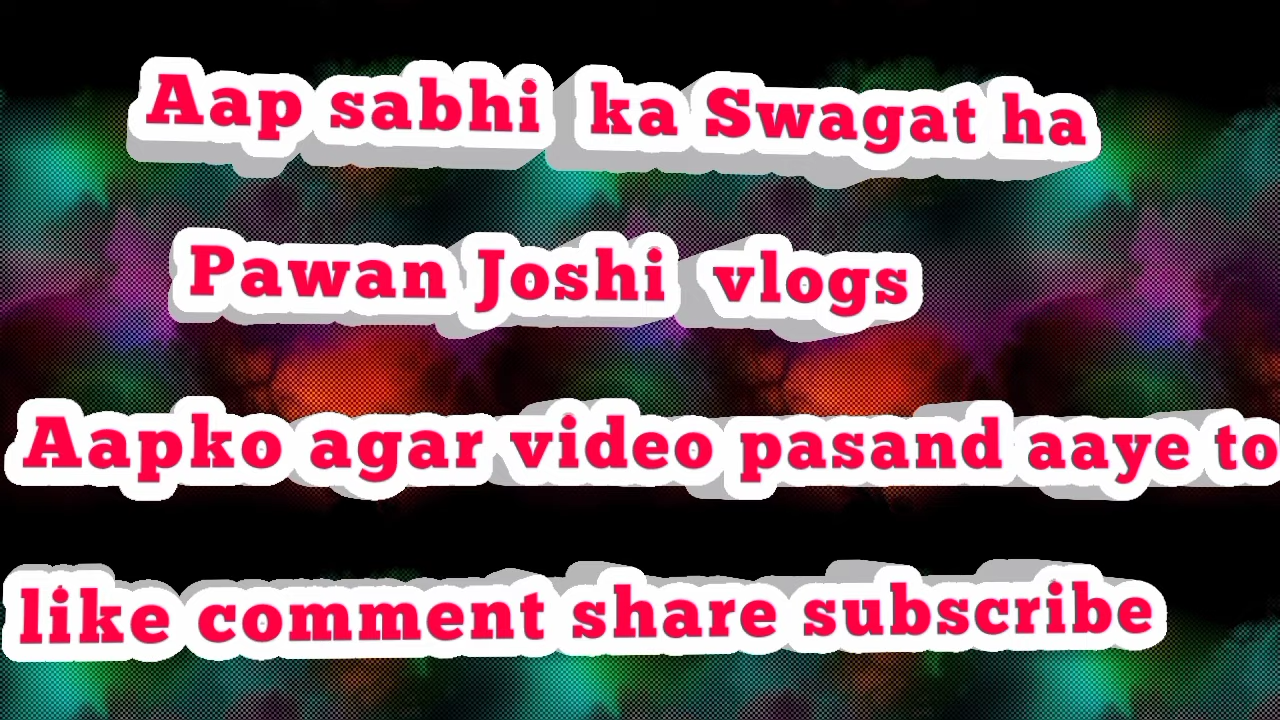 Aap sabhi ka Swagat ha
Pawan Joshi vlogs
Aapko agar video pasand aaye to
like comment share subscribe